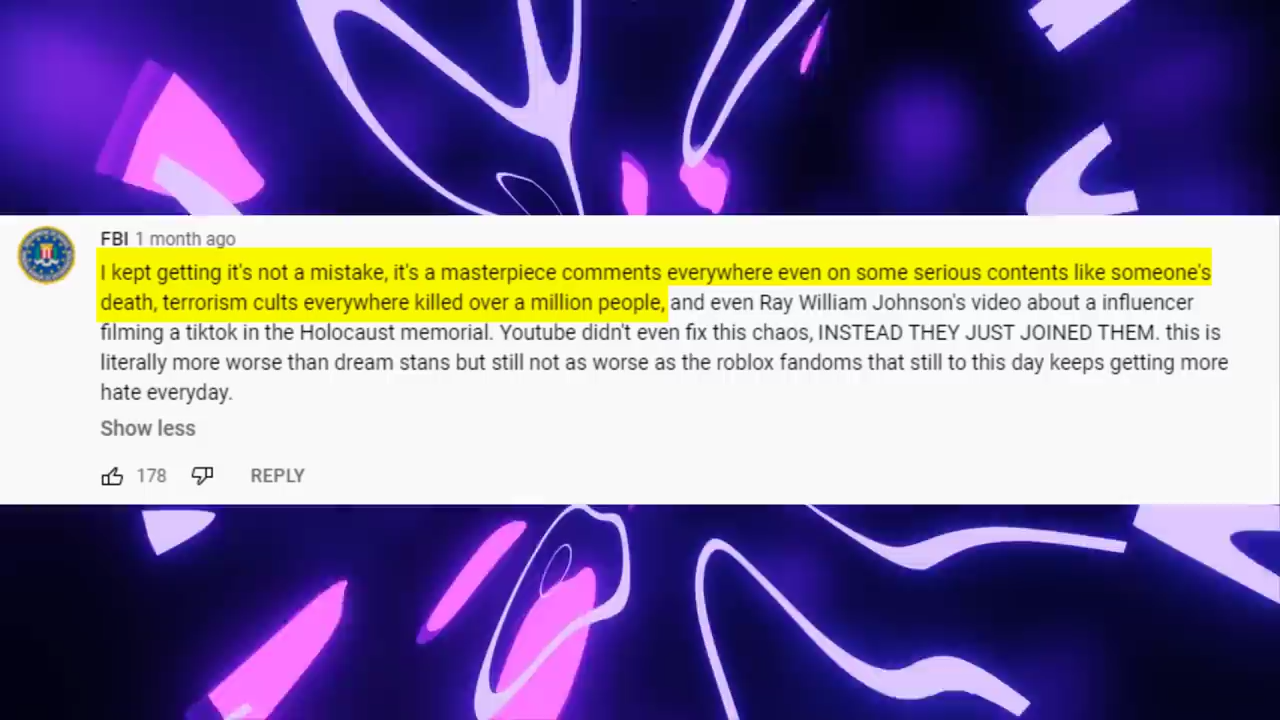 FBI 1 month ago
I kept getting it's not a mistake, it's a masterpiece comments everywhere even on some serious contents like someone's
death, terrorism cults everywhere killed over a million people, and even Ray William Johnson's video about a influencer
filming a tiktok in the Holocaust memorial. Youtube didn't even fix this chaos, INSTEAD THEY JUST JOINED THEM. this is
literally more worse than dream stans but still not as worse as the roblox fandoms that still to this day keeps getting more
hate everyday.
Show less
178 REPLY